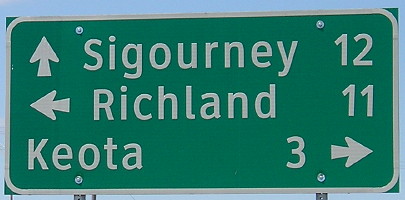 Sigourney 12
Richland 11
Keota 3